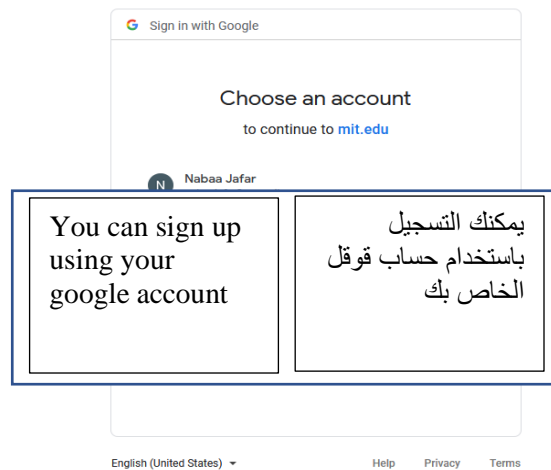 Sign in with Google
Choose an account
to continue to mit.edu
N
Nabaa Jafar
You can sign up
using your
google account
يمكنك التسجيل
باستخدام حساب قوقل
الخاص بك
English (United States)
Help Privacy Terms